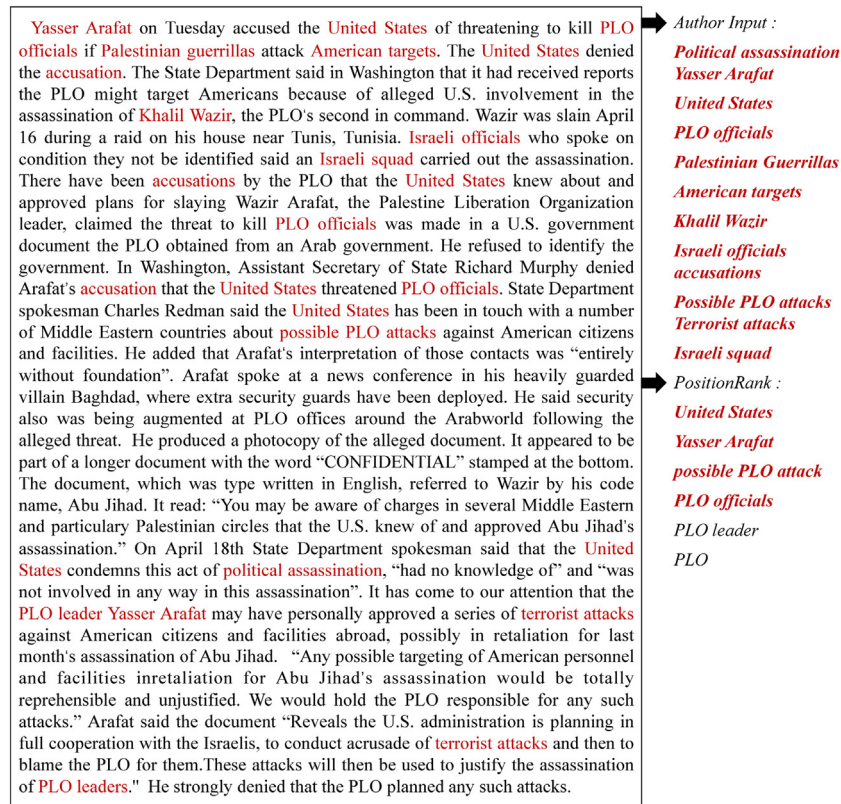 Yasser Arafat on Tuesday accused the United States of threatening to kill PLO
officials if Palestinian guerrillas attack American targets. The United States denied
the accusation. The State Department said in Washington that it had received reports
the PLO might target Americans because of alleged U.S. involvement in the
assassination of Khalil Wazir, the PLO's second in command. Wazir was slain April
16 during a raid on his house near Tunis, Tunisia. Israeli officials who spoke on
condition they not be identified said an Israeli squad carried out the assassination.
There have been accusations by the PLO that the United States knew about and
approved plans for slaying Wazir Arafat, the Palestine Liberation Organization
leader, claimed the threat to kill PLO officials was made in a U.S. government
document the PLO obtained from an Arab government. He refused to identify the
government. In Washington, Assistant Secretary of State Richard Murphy denied
Arafat's accusation that the United States threatened PLO officials. State Department
spokesman Charles Redman said the United States has been in touch with a number
of Middle Eastern countries about possible PLO attacks against American citizens
and facilities. He added that Arafat's interpretation of those contacts was “entirely
without foundation”. Arafat spoke at a news conference in his heavily guarded
villain Baghdad, where extra security guards have been deployed. He said security
also was being augmented at PLO offices around the Arabworld following the
alleged threat. He produced a photocopy of the alleged document. It appeared to be
part of a longer document with the word “CONFIDENTIAL” stamped at the bottom.
The document, which was type written in English, referred to Wazir by his code
name, Abu Jihad. It read: “You may be aware of charges in several Middle Eastern
and particulary Palestinian circles that the U.S. knew of and approved Abu Jihad's
assassination.” On April 18th State Department spokesman said that the United
States condemns this act of political assassination, “had no knowledge of” and “was
not involved in any way in this assassination”. It has come to our attention that the
PLO leader Yasser Arafat may have personally approved a series of terrorist attacks
against American citizens and facilities abroad, possibly in retaliation for last
month's assassination of Abu Jihad. “Any possible targeting of American personnel
and facilities inretaliation for Abu Jihad's assassination would be totally
reprehensible and unjustified. We would hold the PLO responsible for any such
attacks.” Arafat said the document “Reveals the U.S. administration is planning in
full cooperation with the Israelis, to conduct acrusade of terrorist attacks and then to
blame the PLO for them.These attacks will then be used to justify the assassination
of PLO leaders." He strongly denied that the PLO planned any such attacks.
Author Input :
Political assassination
Yasser Arafat
United States
PLO officials
Palestinian Guerrillas
American targets
Khalil Wazir
Israeli officials
accusations
Possible PLO attacks
Terrorist attacks
Israeli squad
PositionRank :
United States
Yasser Arafat
possible PLO attack
PLO officials
PLO leader
PLO